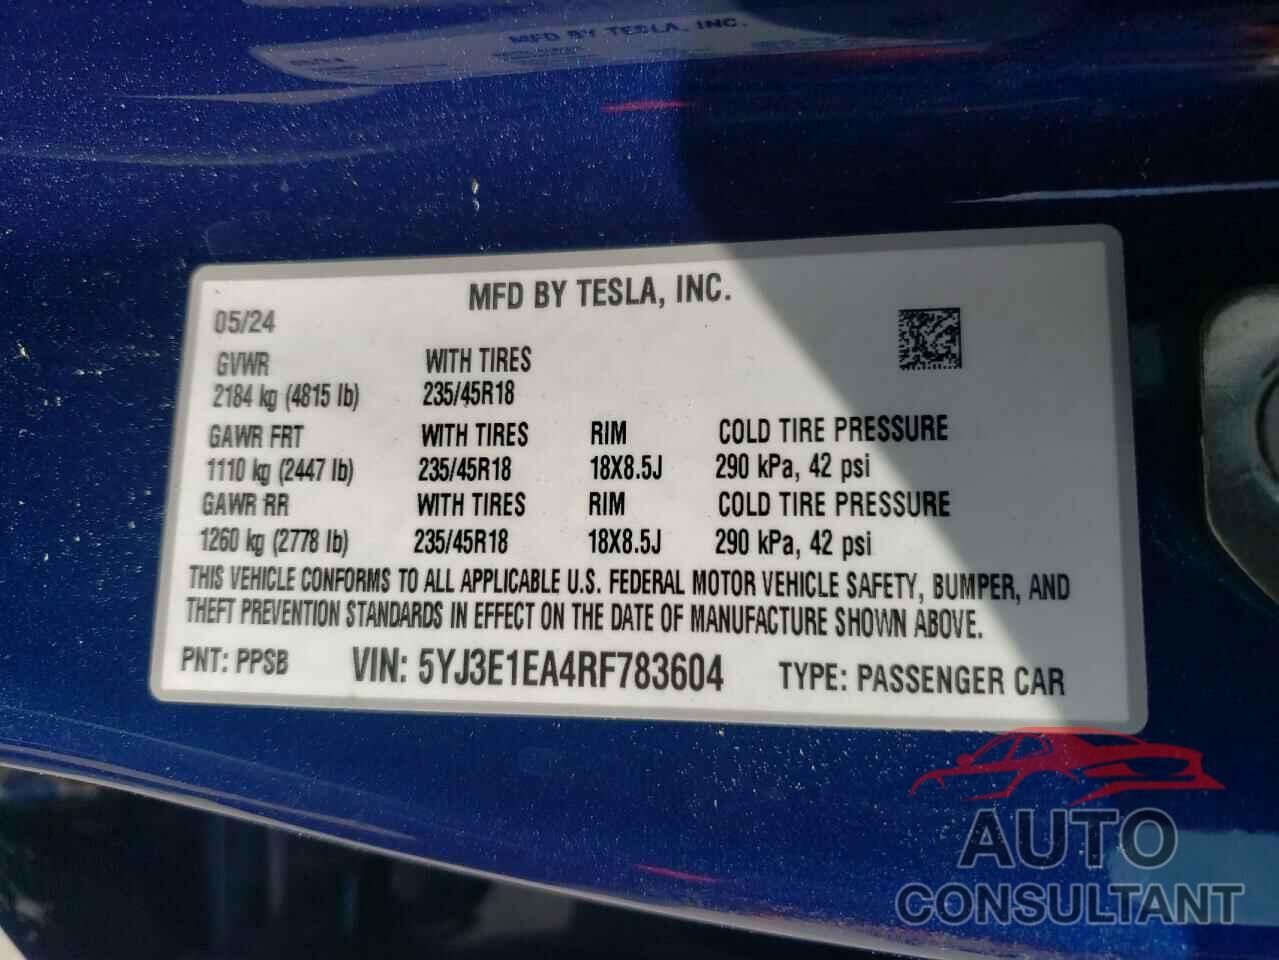 MFD BY TESLA, INC.
MFD BY TESLA, INC.
05/24
GVWR WITH TIRES
2184 kg (4815 lb) 235/45R18
GAWR FRT WITH TIRES RIM COLD TIRE PRESSURE
1110 kg (2447 lb) 235/45R18 18X8.5J 290 kPa, 42 psi
GAWR RR WITH TIRES RIM COLD TIRE PRESSURE
1260 kg (2778 lb) 235/45R18 18X8.5J 290 kPa, 42 psi
THIS VEHICLE CONFORMS TO ALL APPLICABLE U.S. FEDERAL MOTOR VEHICLE SAFETY, BUMPER, AND
THEFT PREVENTION STANDARDS IN EFFECT ON THE DATE OF MANUFACTURE SHOWN ABOVE.
PNT: PPSB VIN: 5YJ3E1EA4RF783604 TYPE: PASSENGER CAR
AUTO
CONSULTANT